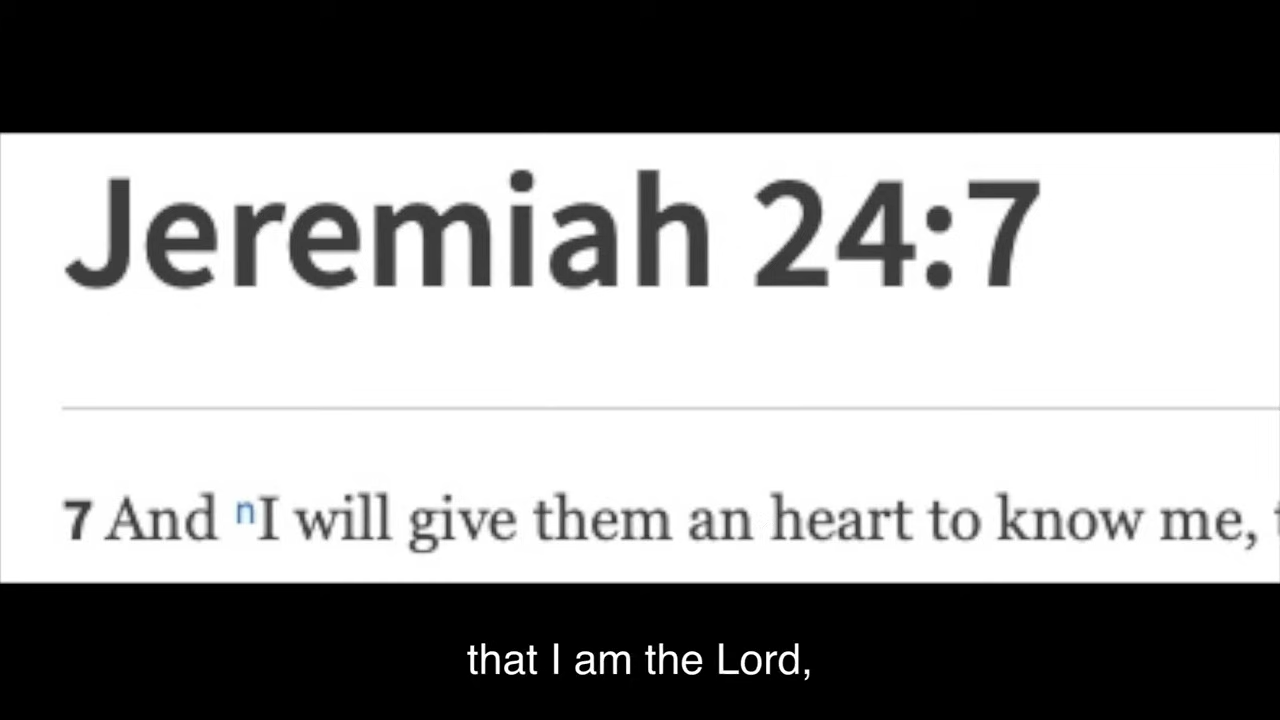 Jeremiah 24:7
7 And nI will give them an heart to know me,
that I am the Lord,